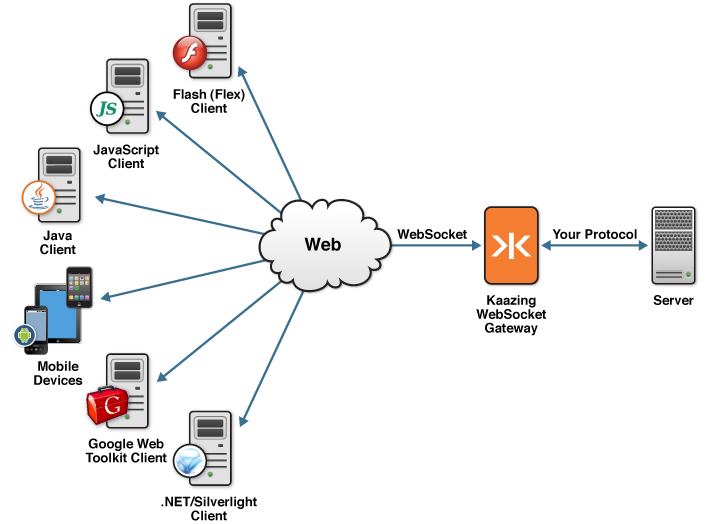 Flash (Flex)
Client
JS
JavaScript
Client
Java
Client
Web
WebSocket
Your Protocol
Kaazing
WebSocket
Gateway
Server
Mobile
Devices
G
Google Web
Toolkit Client
.NET/Silverlight
Client